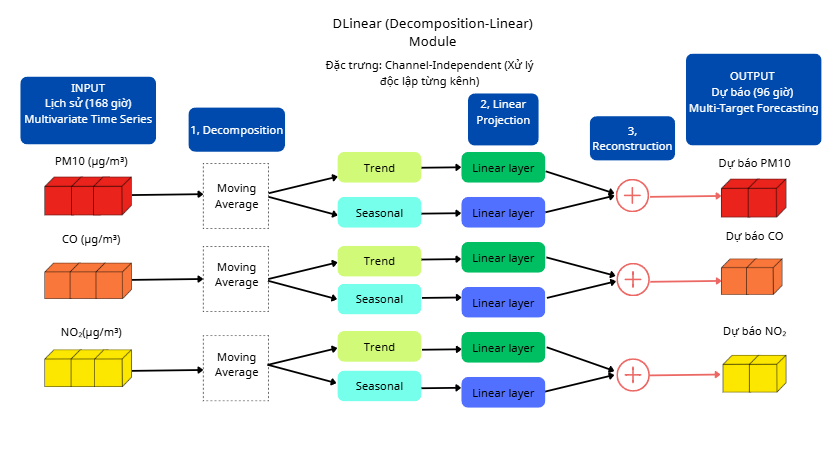 DLinear (Decomposition-Linear)
Module
Đặc trưng: Channel-Independent (Xử lý
độc lập từng kênh)
INPUT
Lịch sử (168 giờ)
Multivariate Time Series
1, Decomposition
2, Linear
Projection
3,
Reconstruction
OUTPUT
Dự báo (96 giờ)
Multi-Target Forecasting
PM10 (µg/m³)
Moving
Average
Trend
Seasonal
Linear layer
Linear layer
Dự báo PM10
CO (µg/m³)
Moving
Average
Trend
Seasonal
Linear layer
Linear layer
Dự báo CO
NO₂(µg/m³)
Moving
Average
Trend
Seasonal
Linear layer
Linear layer
Dự báo NO₂